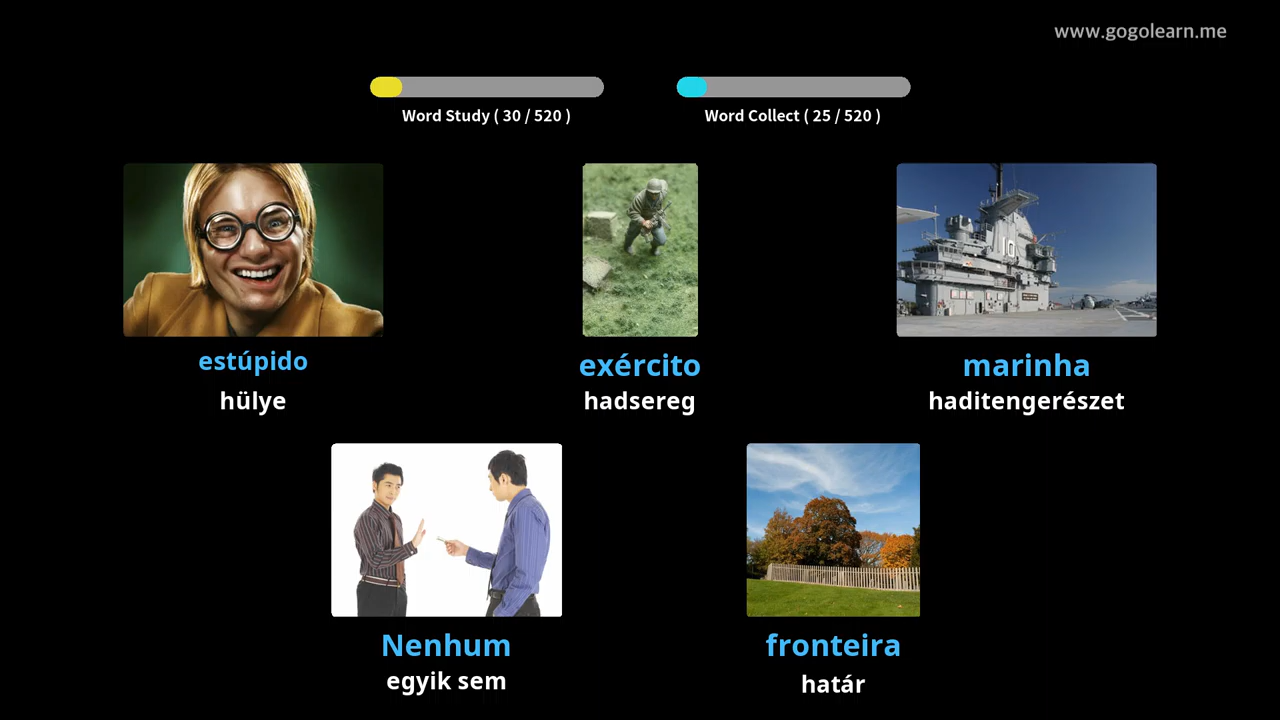 www.gogolearn.me
Word Study ( 30 / 520 )
Word Collect ( 25 / 520 )
estúpido
hülye
exército
hadsereg
marinha
haditengerészet
10
Nenhum
egyik sem
fronteira
határ